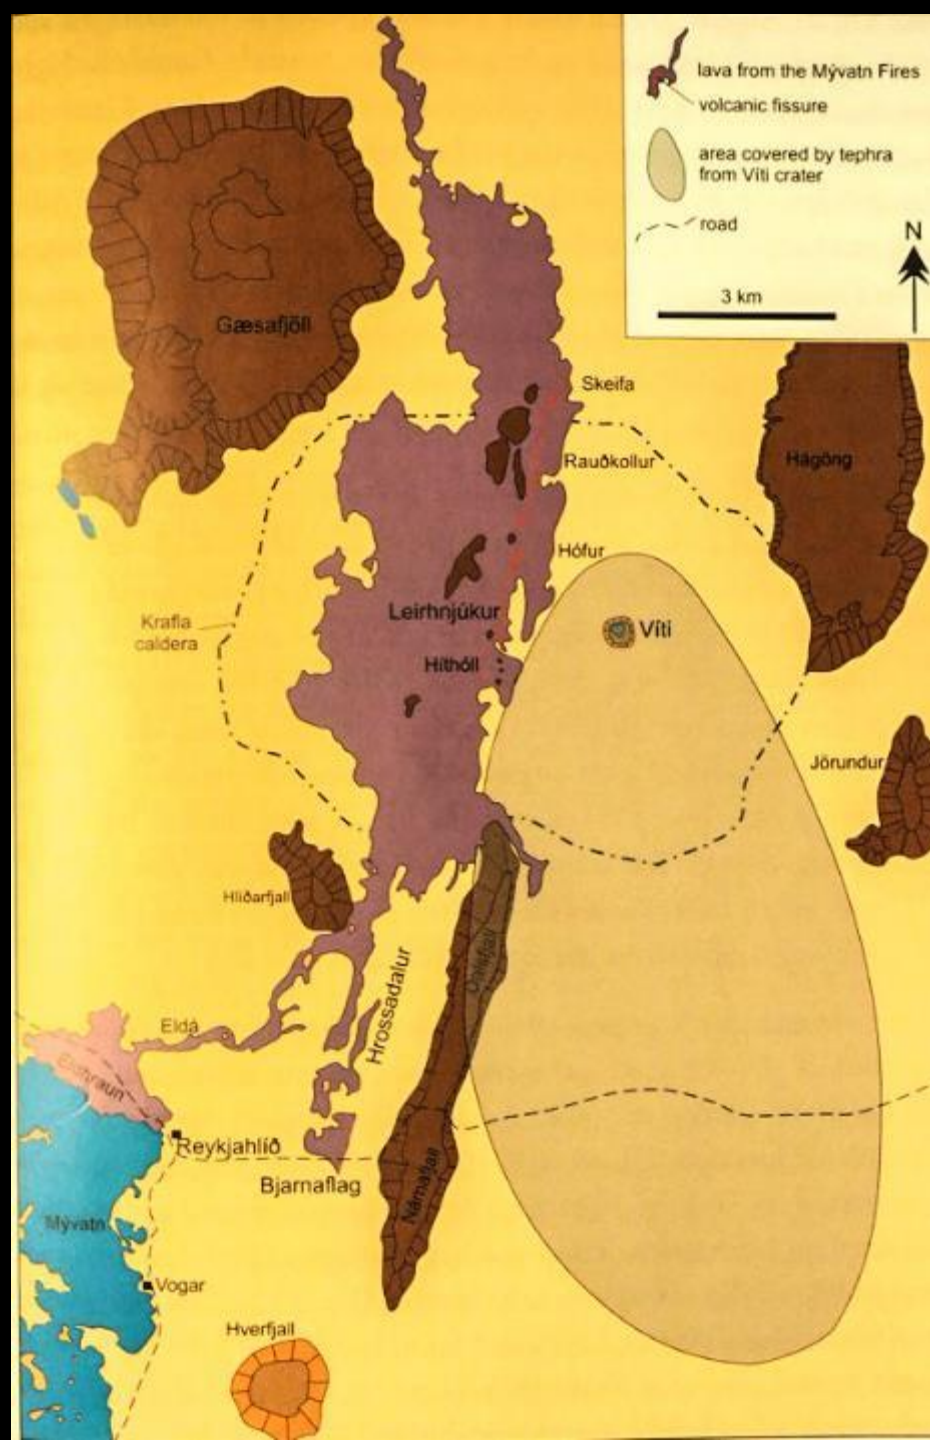 lava from the Mývatn Fires
volcanic fissure
area covered by tephra
from Víti crater
road
N
3 km
Gæsafjöll
Skeifa
Rauðkollur
Hágöng
Hófur
Leirhnjúkur
Víti
Krafla
caldera
Híthöll
Jörundur
Hlíðarfjall
Hrossadalur
Eldá
Eldhraun
Reykjahlíð
Bjarnaflag
Námafjall
Mývatn
Vogar
Hverfjall